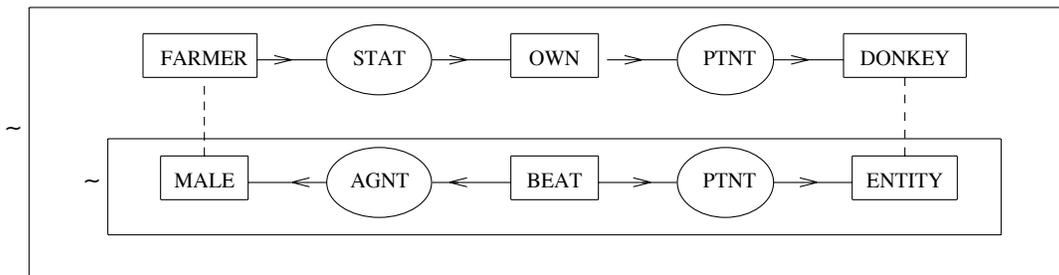 FARMER STAT OWN PTNT DONKEY
~
~ MALE AGNT BEAT PTNT ENTITY